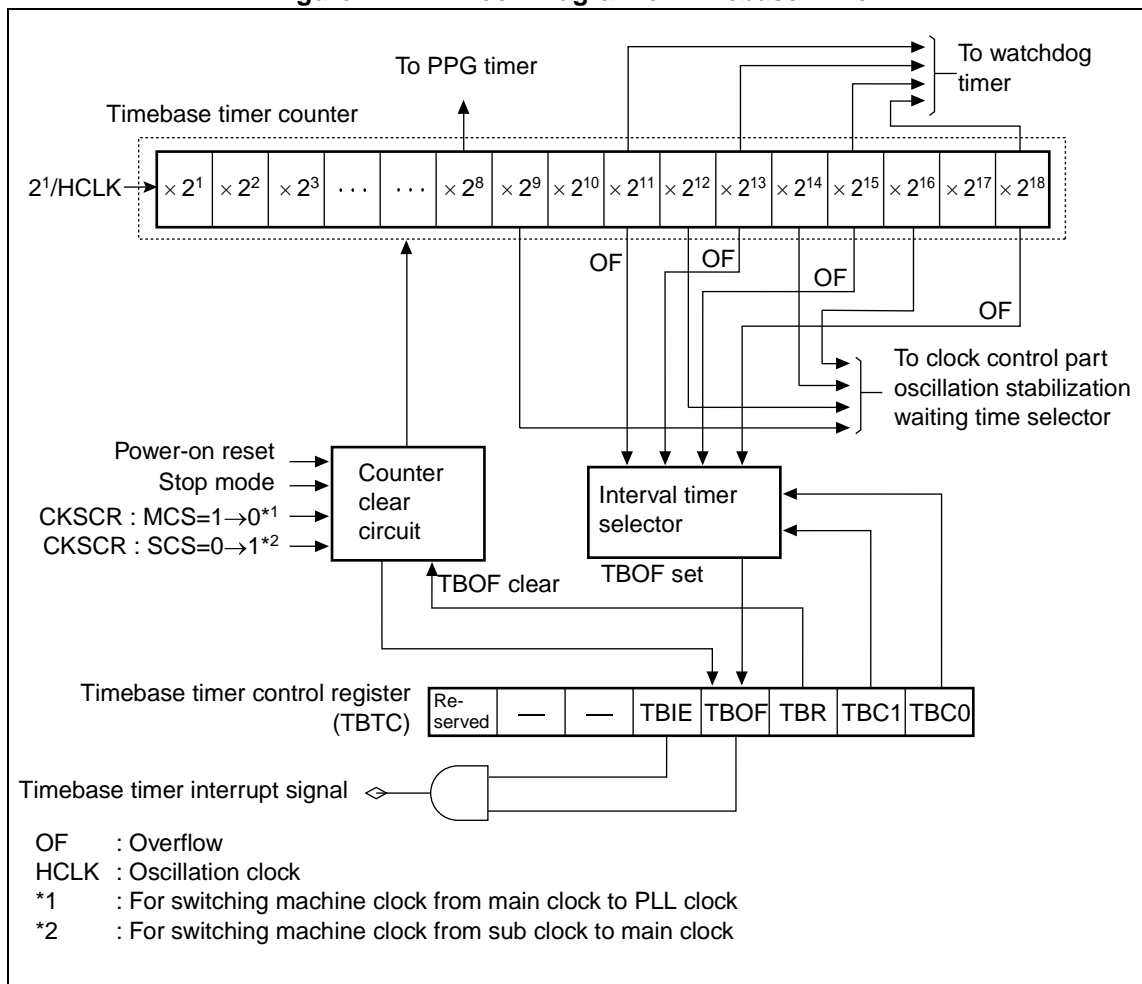 To PPG timer
To watchdog
timer
Timebase timer counter
2¹/HCLK
× 2¹ × 2² × 2³ ··· ··· × 2⁸ × 2⁹ × 2¹⁰ × 2¹¹ × 2¹² × 2¹³ × 2¹⁴ × 2¹⁵ × 2¹⁶ × 2¹⁷ × 2¹⁸
OF OF OF OF
To clock control part
oscillation stabilization
waiting time selector
Power-on reset
Stop mode
CKSCR : MCS=1→0*1
CKSCR : SCS=0→1*2
Counter
clear
circuit
Interval timer
selector
TBOF clear
TBOF set
Timebase timer control register
(TBTC)
Re-
served — — TBIE TBOF TBR TBC1 TBC0
Timebase timer interrupt signal
OF : Overflow
HCLK : Oscillation clock
*1 : For switching machine clock from main clock to PLL clock
*2 : For switching machine clock from sub clock to main clock